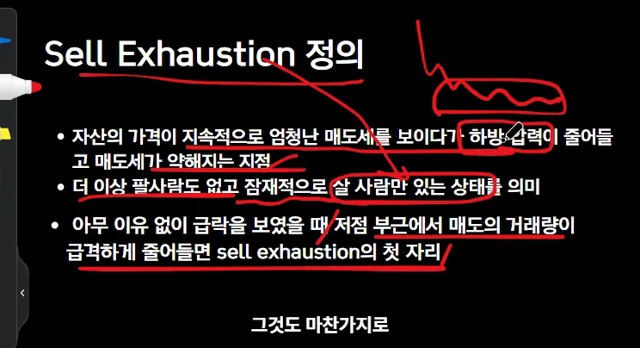 Sell Exhaustion 정의
• 자산의 가격이 지속적으로 엄청난 매도세를 보이다가 하방 압력이 줄어들
고 매도세가 약해지는 지점
• 더 이상 팔사람도 없고 잠재적으로 살 사람만 있는 상태를 의미
• 아무 이유 없이 급락을 보였을 때 저점 부근에서 매도의 거래량이
급격하게 줄어들면 sell exhaustion의 첫 자리
그것도 마찬가지로